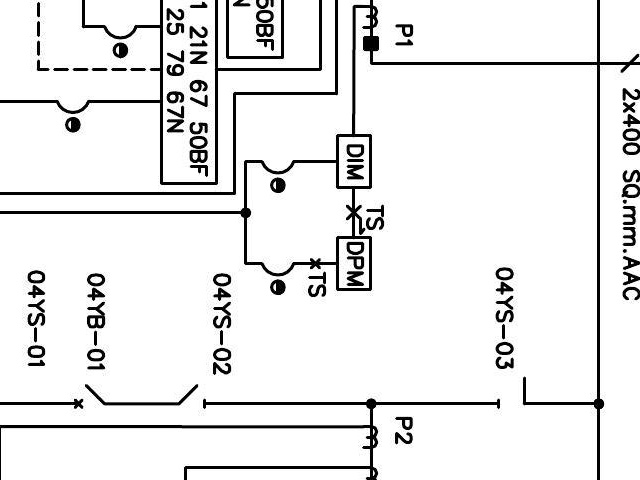 P1
2x400 SQ.mm.AAC
50BF
N
1 21N 67 50BF
25 79 67N
DIM
TS
DPM
TS
04YS-03
04YS-02
04YB-01
04YS-01
P2